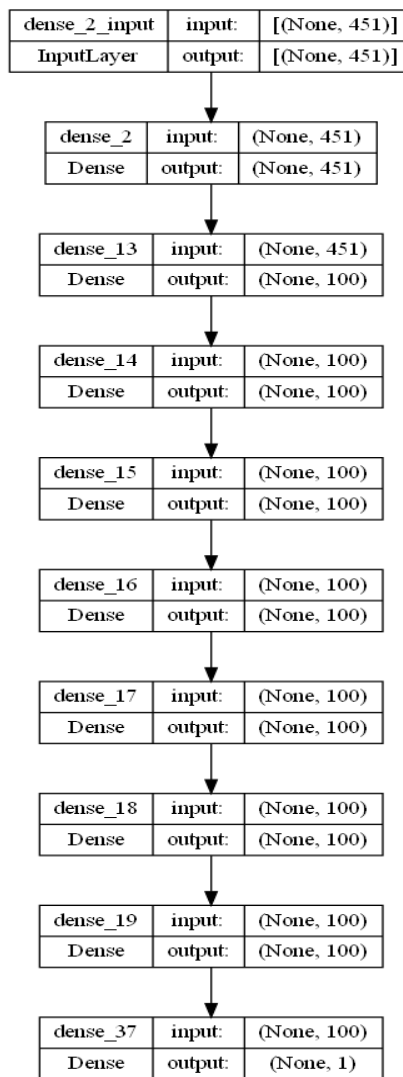 dense_2_input input: [(None, 451)]
InputLayer output: [(None, 451)]
dense_2 input: (None, 451)
Dense output: (None, 451)
dense_13 input: (None, 451)
Dense output: (None, 100)
dense_14 input: (None, 100)
Dense output: (None, 100)
dense_15 input: (None, 100)
Dense output: (None, 100)
dense_16 input: (None, 100)
Dense output: (None, 100)
dense_17 input: (None, 100)
Dense output: (None, 100)
dense_18 input: (None, 100)
Dense output: (None, 100)
dense_19 input: (None, 100)
Dense output: (None, 100)
dense_37 input: (None, 100)
Dense output: (None, 1)